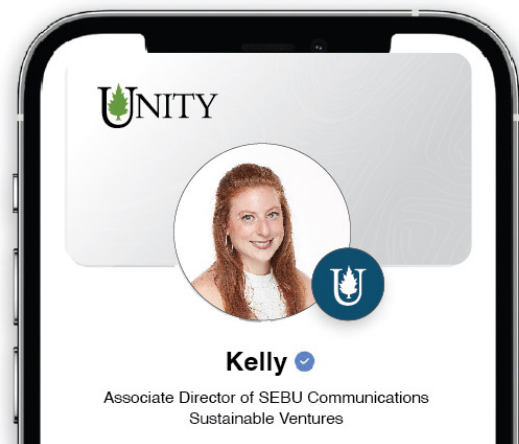 UNITY
U
Kelly
Associate Director of SEBU Communications
Sustainable Ventures